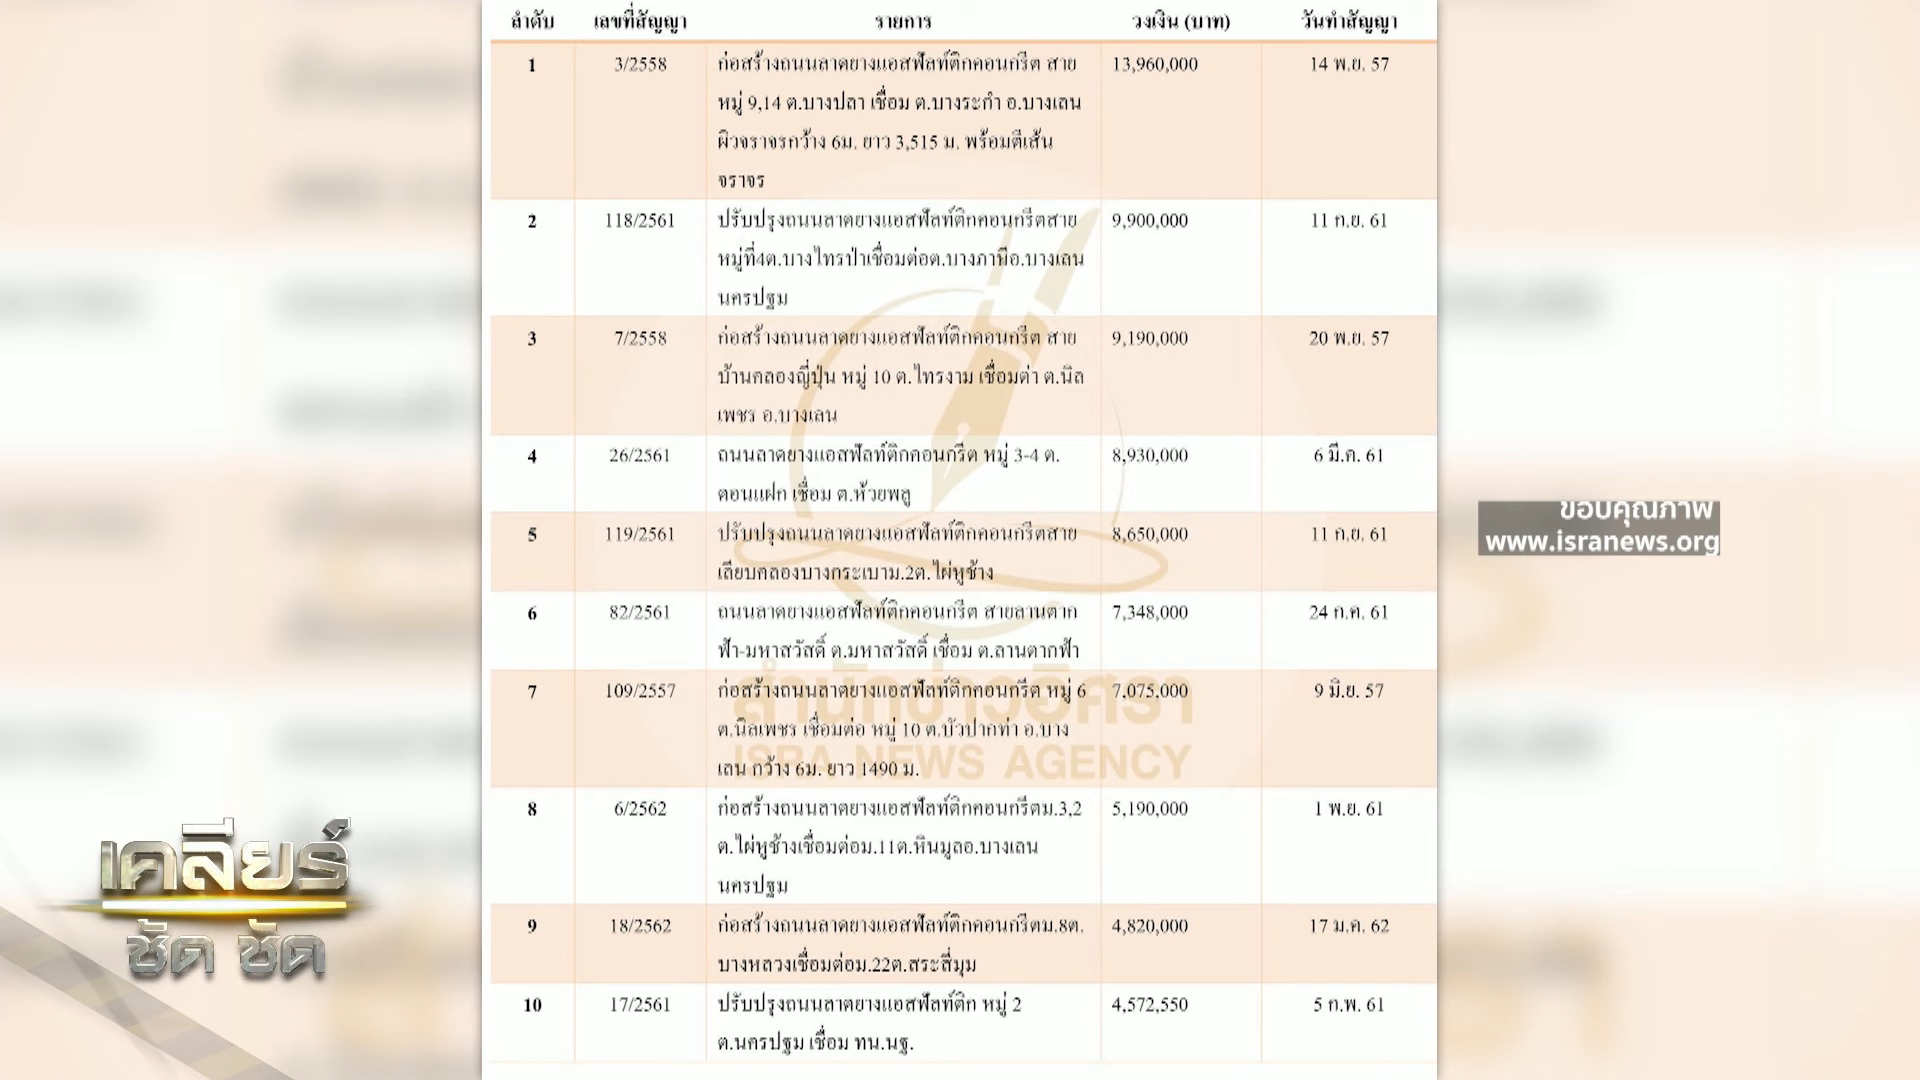 ลำดับ เลขที่สัญญา รายการ วงเงิน (บาท) วันทำสัญญา
1 3/2558 ก่อสร้างถนนลาดยางแอสฟัลท์ติกคอนกรีต สาย 13,960,000 14 พ.ย. 57
หมู่ 9,14 ต.บางปลา เชื่อม ต.บางระกำ อ.บางเลน
ผิวจราจรกว้าง 6ม. ยาว 3,515 ม. พร้อมตีเส้น
จราจร
2 118/2561 ปรับปรุงถนนลาดยางแอสฟัลท์ติกคอนกรีตสาย 9,900,000 11 ก.ย. 61
หมู่ที่4ต.บางไทรป่าเชื่อมต่อต.บางภาษีอ.บางเลน
นครปฐม
3 7/2558 ก่อสร้างถนนลาดยางแอสฟัลท์ติกคอนกรีต สาย 9,190,000 20 พ.ย. 57
บ้านคลองญี่ปุ่น หมู่ 10 ต.ไทรงาม เชื่อมต่า ต.นิล
เพชร อ.บางเลน
4 26/2561 ถนนลาดยางแอสฟัลท์ติกคอนกรีต หมู่ 3-4 ต. 8,930,000 6 มี.ค. 61
ดอนแฝก เชื่อม ต.ห้วยพลู
5 119/2561 ปรับปรุงถนนลาดยางแอสฟัลท์ติกคอนกรีตสาย 8,650,000 11 ก.ย. 61
เลียบคลองบางกระเบาม.2ต.ไผ่หูช้าง
6 82/2561 ถนนลาดยางแอสฟัลท์ติกคอนกรีต สายลานตาก 7,348,000 24 ก.ค. 61
ฟ้า-มหาสวัสดิ์ ต.มหาสวัสดิ์ เชื่อม ต.ลานตากฟ้า
7 109/2557 ก่อสร้างถนนลาดยางแอสฟัลท์ติกคอนกรีต หมู่ 6 7,075,000 9 มิ.ย. 57
ต.นิลเพชร เชื่อมต่อ หมู่ 10 ต.บัวปากท่า อ.บาง
เลน กว้าง 6ม. ยาว 1490 ม.
8 6/2562 ก่อสร้างถนนลาดยางแอสฟัลท์ติกคอนกรีตม.3,2 5,190,000 1 พ.ย. 61
ต.ไผ่หูช้างเชื่อมต่อม.11ต.หินมูลอ.บางเลน
นครปฐม
9 18/2562 ก่อสร้างถนนลาดยางแอสฟัลท์ติกคอนกรีตม.8ต. 4,820,000 17 ม.ค. 62
บางหลวงเชื่อมต่อม.22ต.สระสี่มุม
10 17/2561 ปรับปรุงถนนลาดยางแอสฟัลท์ติก หมู่ 2 4,572,550 5 ก.พ. 61
ต.นครปฐม เชื่อม ทน.นฐ.
สำนักข่าวอิศรา
ISRA NEWS AGENCY
ขอบคุณภาพ
www.isranews.org
เคลียร์
ชัด ชัด